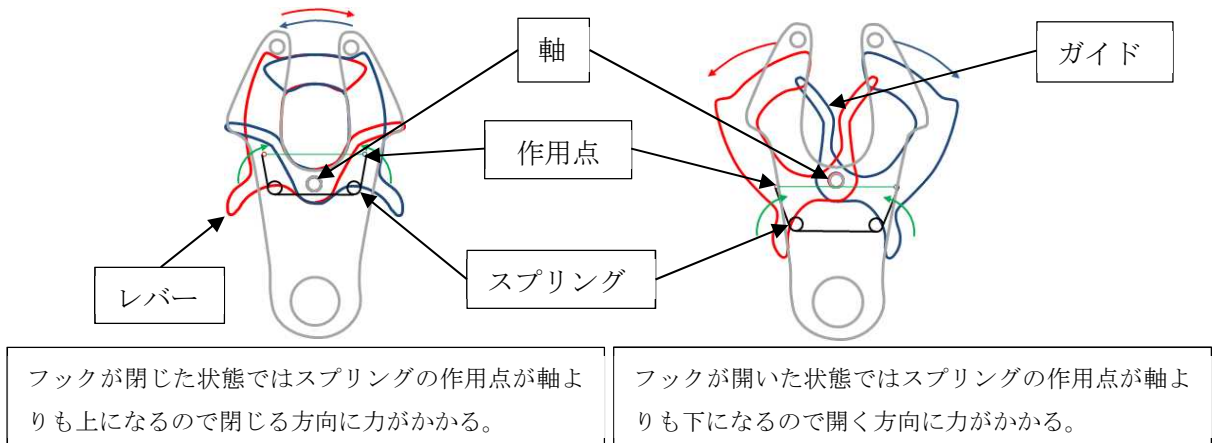 軸
ガイド
作用点
スプリング
レバー
フックが閉じた状態ではスプリングの作用点が軸よ
りも上になるので閉じる方向に力がかかる。
フックが開いた状態ではスプリングの作用点が軸よ
りも下になるので開く方向に力がかかる。